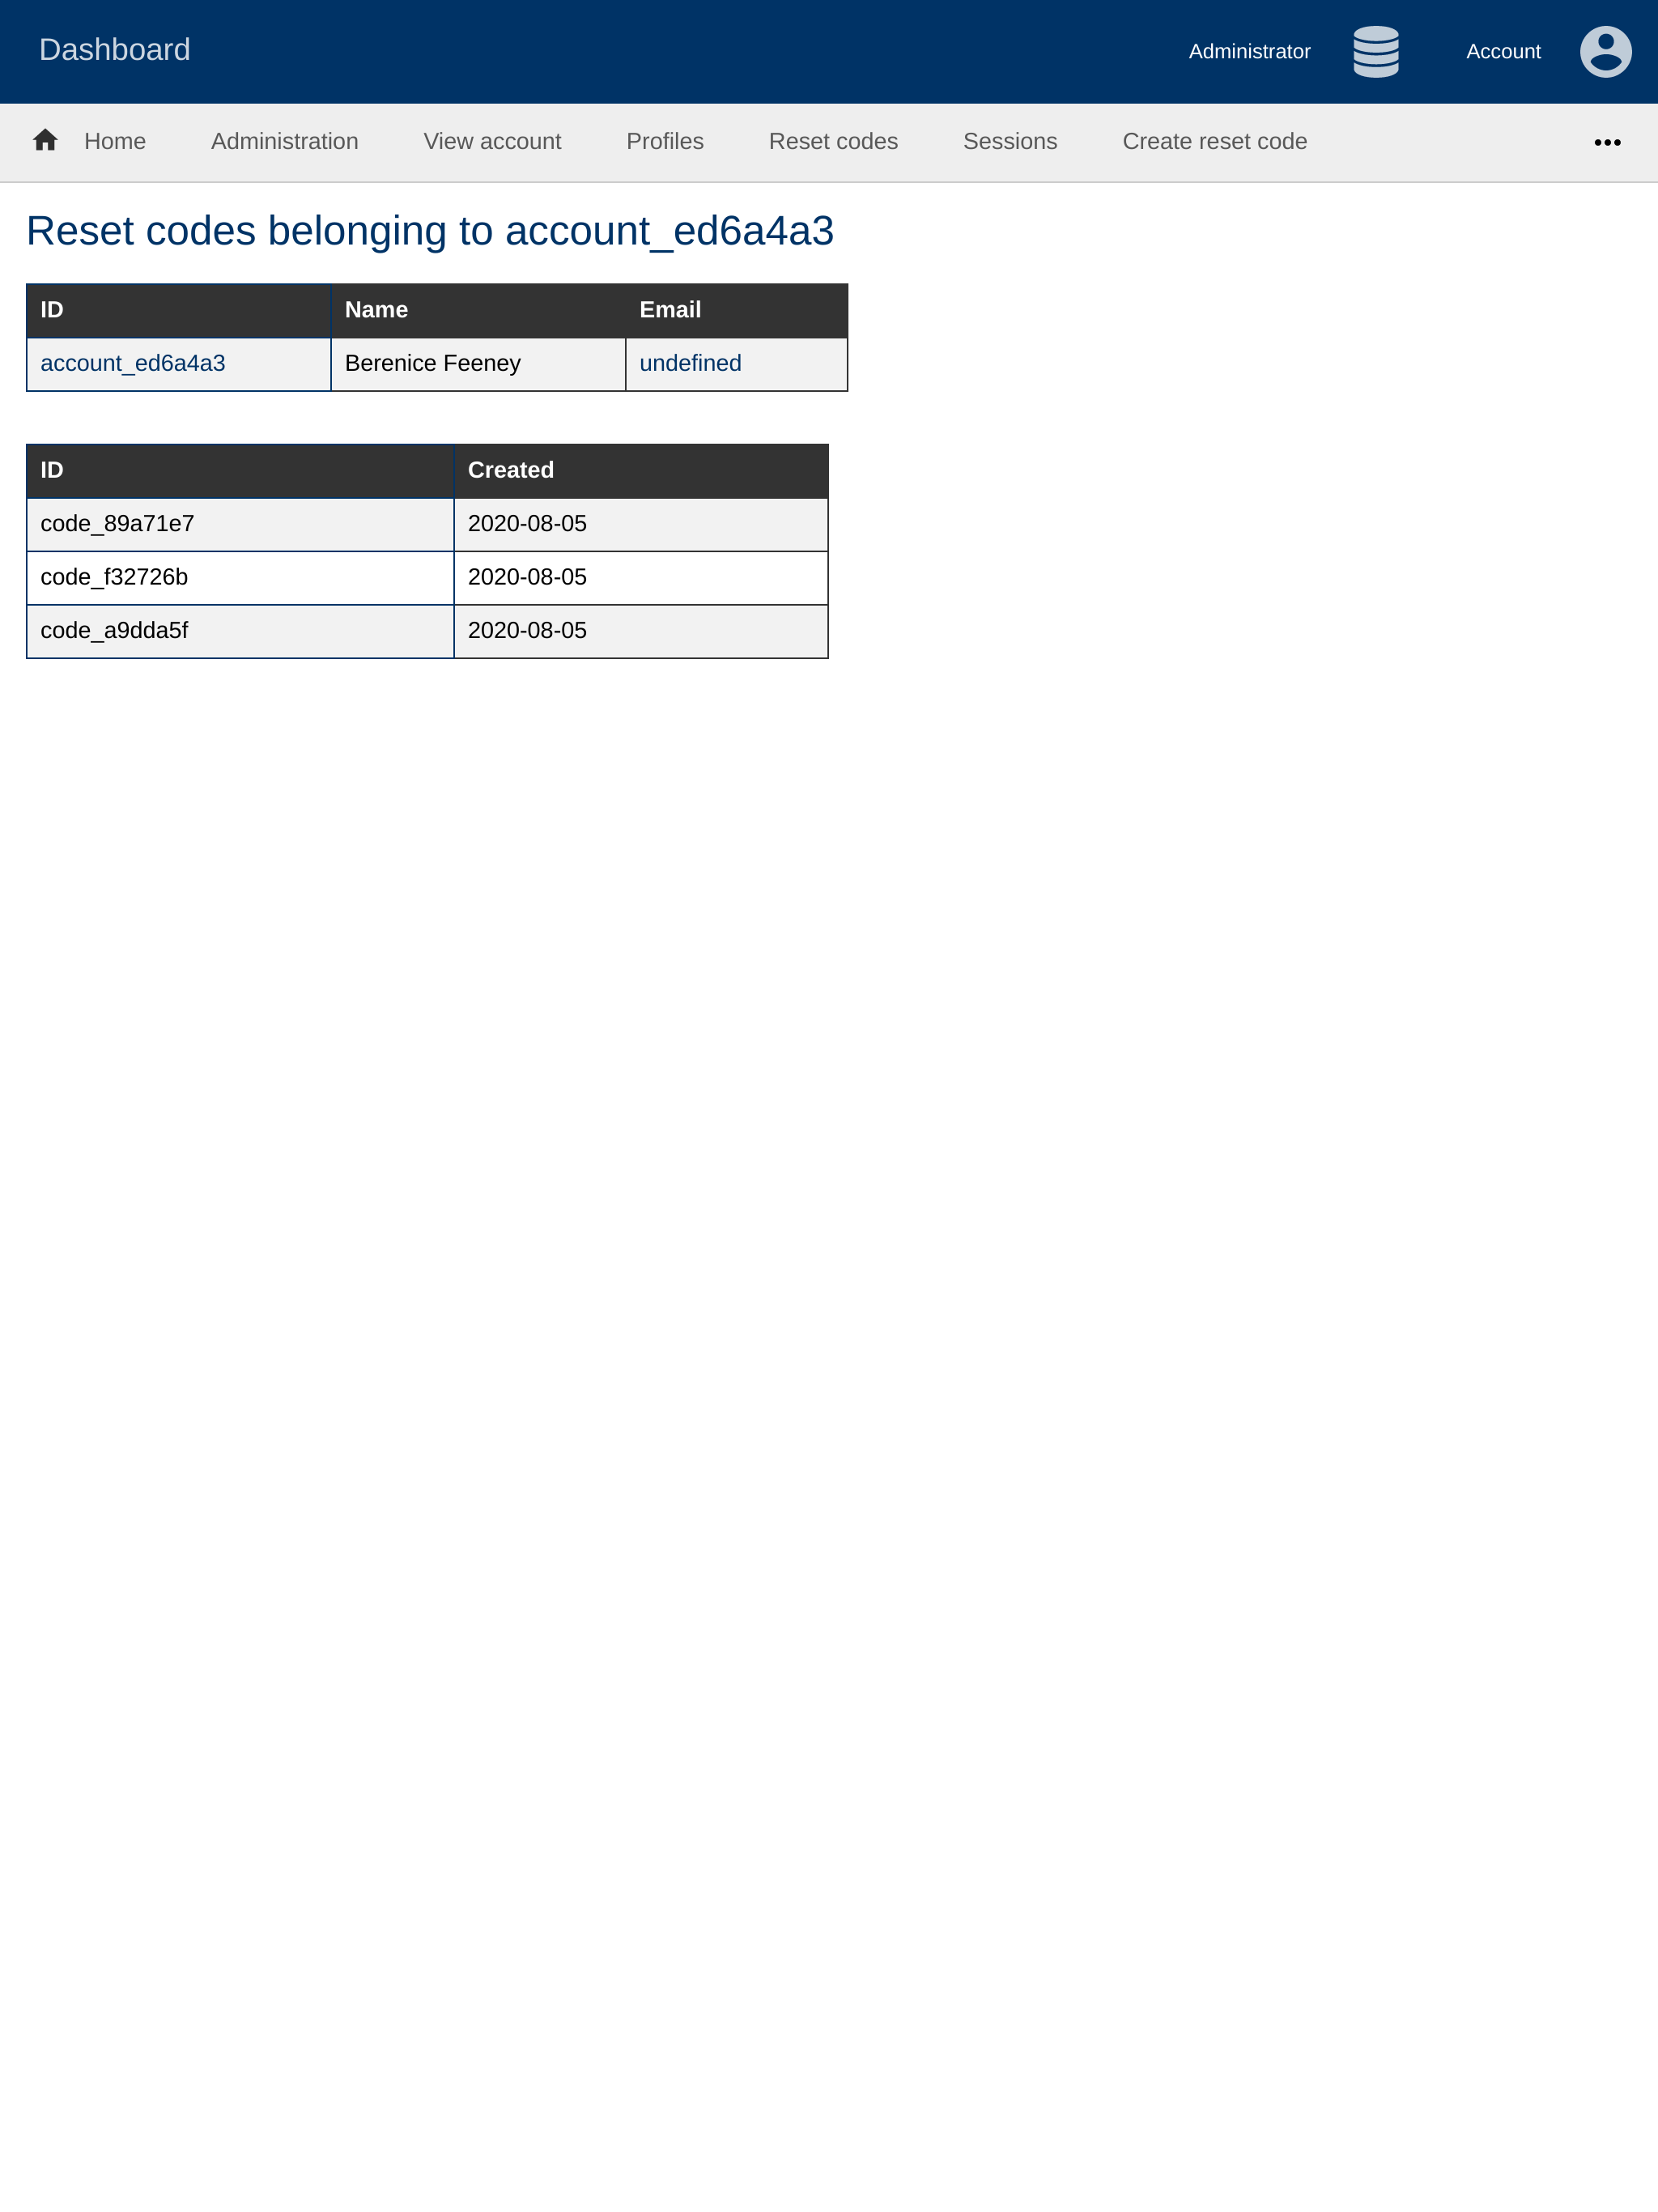 Dashboard
Administrator
Account
Home
Administration
View account
Profiles
Reset codes
Sessions
Create reset code
Reset codes belonging to account_ed6a4a3
ID Name Email
account_ed6a4a3 Berenice Feeney undefined
ID Created
code_89a71e7 2020-08-05
code_f32726b 2020-08-05
code_a9dda5f 2020-08-05